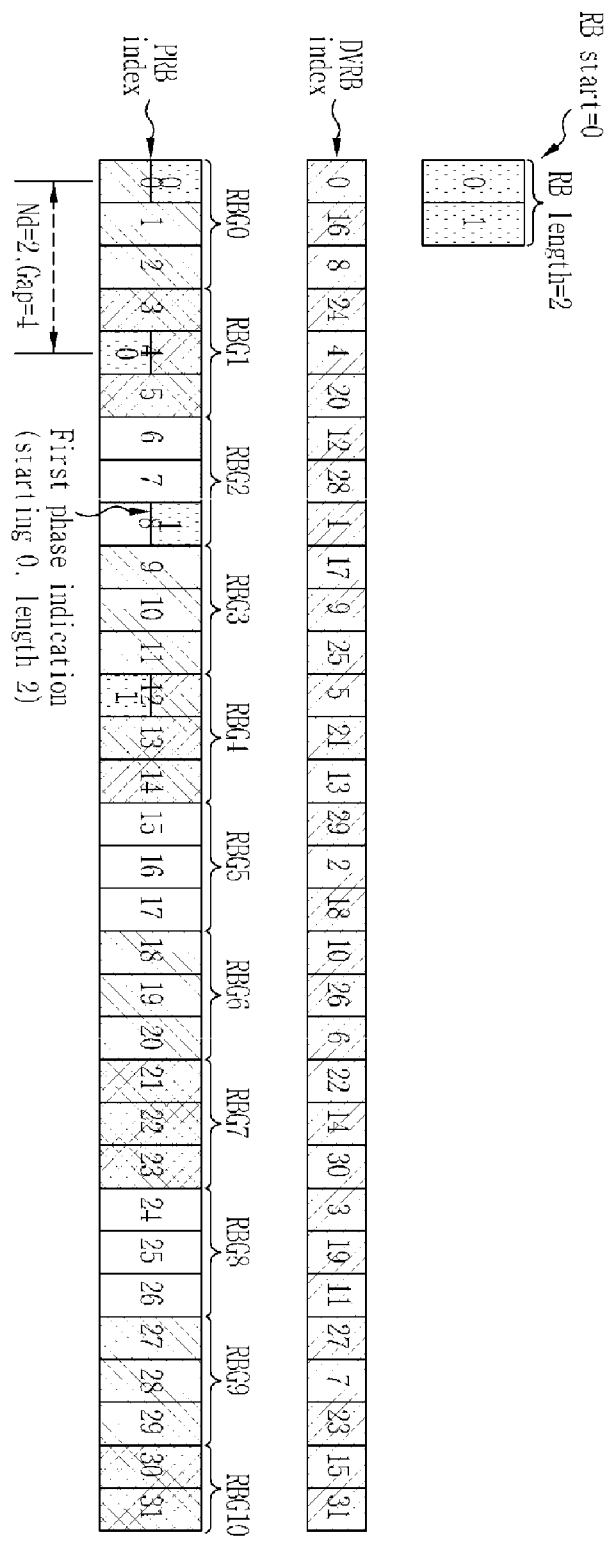 RB start=0
RB length=2
0 1
DVRB
index
0 16 8 24 4 20 12 28 1 17 9 25 5 21 13 29 2 18 10 26 6 22 14 30 3 19 11 27 7 23 15 31
RBG0 RBG1 RBG2 RBG3 RBG4 RBG5 RBG6 RBG7 RBG8 RBG9 RBG10
PRB
index
0 1
0 1 2 3 4 5 6 7 8 9 10 11 12 13 14 15 16 17 18 19 20 21 22 23 24 25 26 27 28 29 30 31
0 1
Nd=2, Gap=4
First phase indication
(starting 0, length 2)